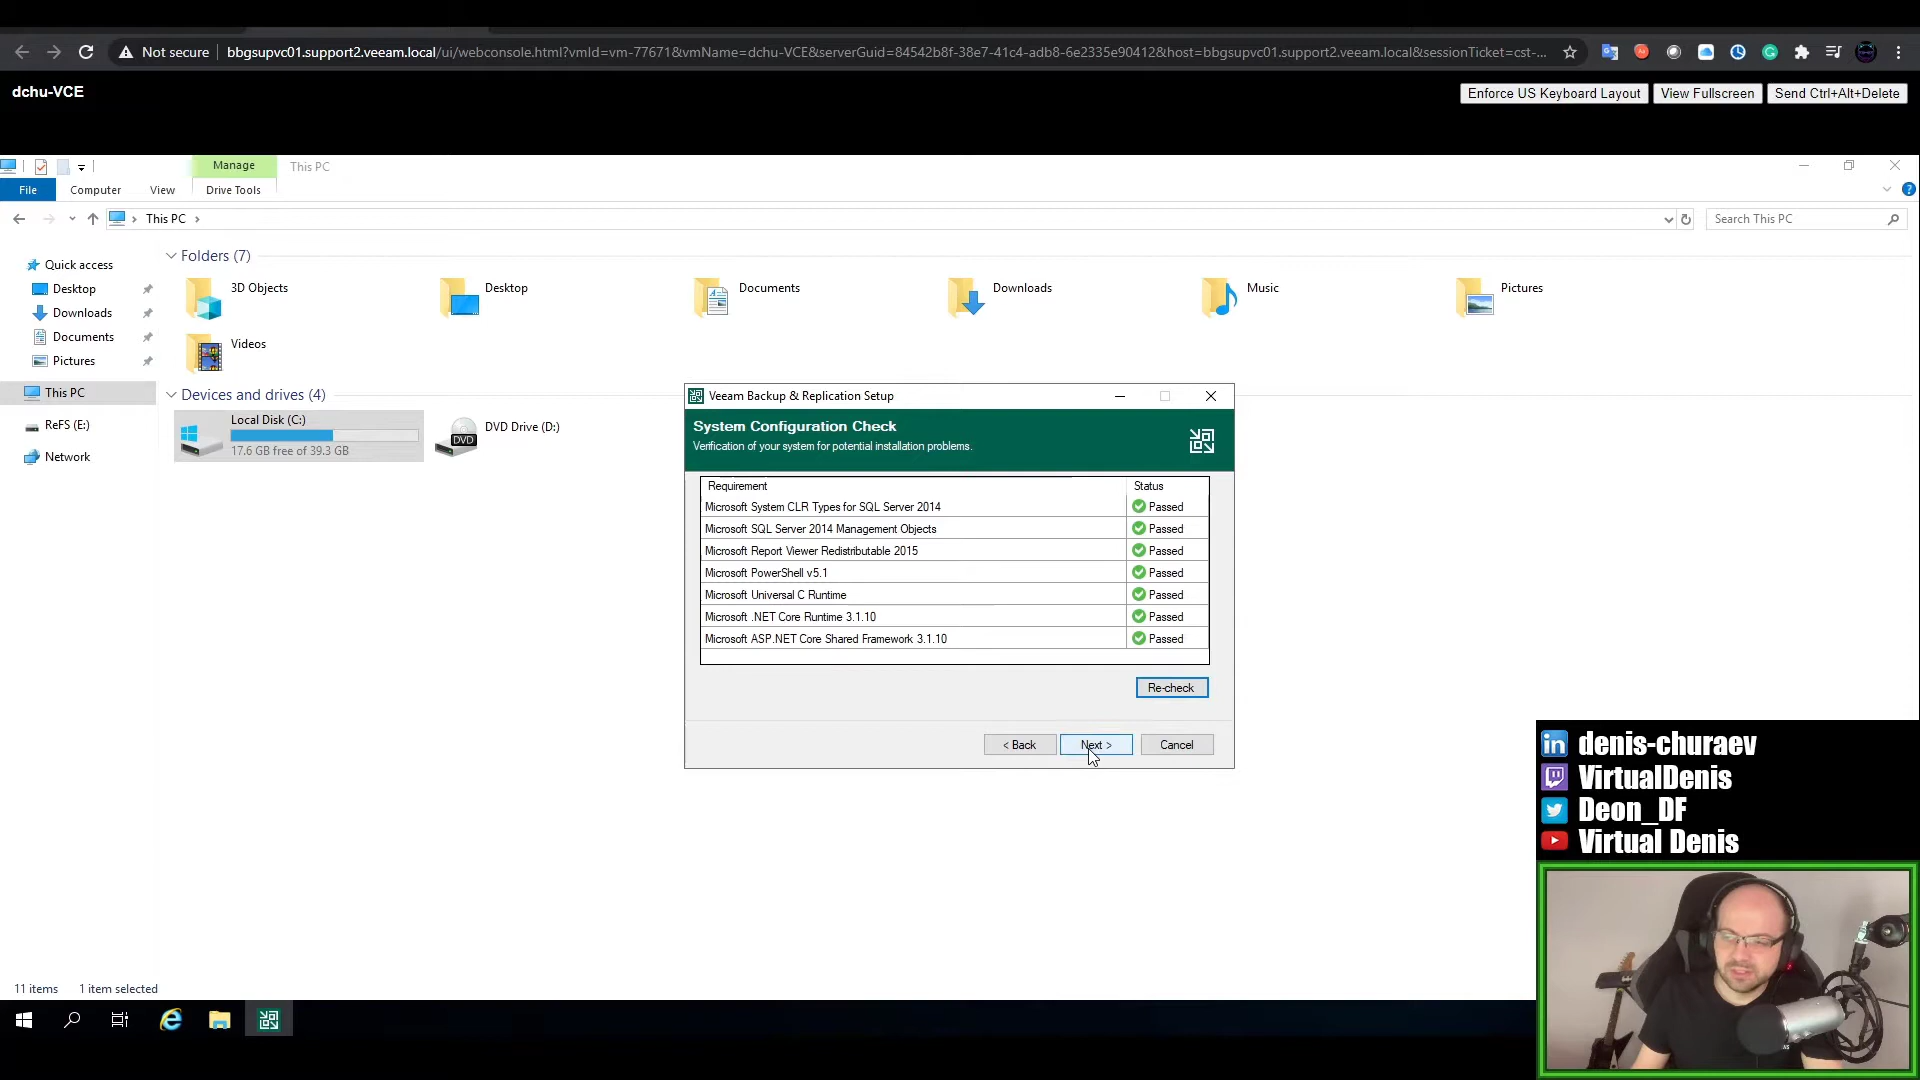 Not secure
bbgsupvc01.support2.veeam.local/ui/webconsole.html?vmId=vm-77671&vmName=dchu-VCE&serverGuid=84542b8f-38e7-41c4-adb8-6e2335e90412&host=bbgsupvc01.support2.veeam.local&sessionTicket=cst-...
dchu-VCE
Enforce US Keyboard Layout
View Fullscreen
Send Ctrl+Alt+Delete
Manage
This PC
File
Computer
View
Drive Tools
This PC
Search This PC
Quick access
Desktop
Downloads
Documents
Pictures
This PC
ReFS (E:)
Network
Folders (7)
3D Objects
Desktop
Documents
Downloads
Music
Pictures
Videos
Devices and drives (4)
Local Disk (C:)
17.6 GB free of 39.3 GB
DVD
DVD Drive (D:)
Veeam Backup & Replication Setup
System Configuration Check
Verification of your system for potential installation problems.
Requirement Status
Microsoft System CLR Types for SQL Server 2014 Passed
Microsoft SQL Server 2014 Management Objects Passed
Microsoft Report Viewer Redistributable 2015 Passed
Microsoft PowerShell v5.1 Passed
Microsoft Universal C Runtime Passed
Microsoft .NET Core Runtime 3.1.10 Passed
Microsoft ASP.NET Core Shared Framework 3.1.10 Passed
Re-check
< Back
Next >
Cancel
11 items
1 item selected
denis-churaev
VirtualDenis
Deon_DF
Virtual Denis